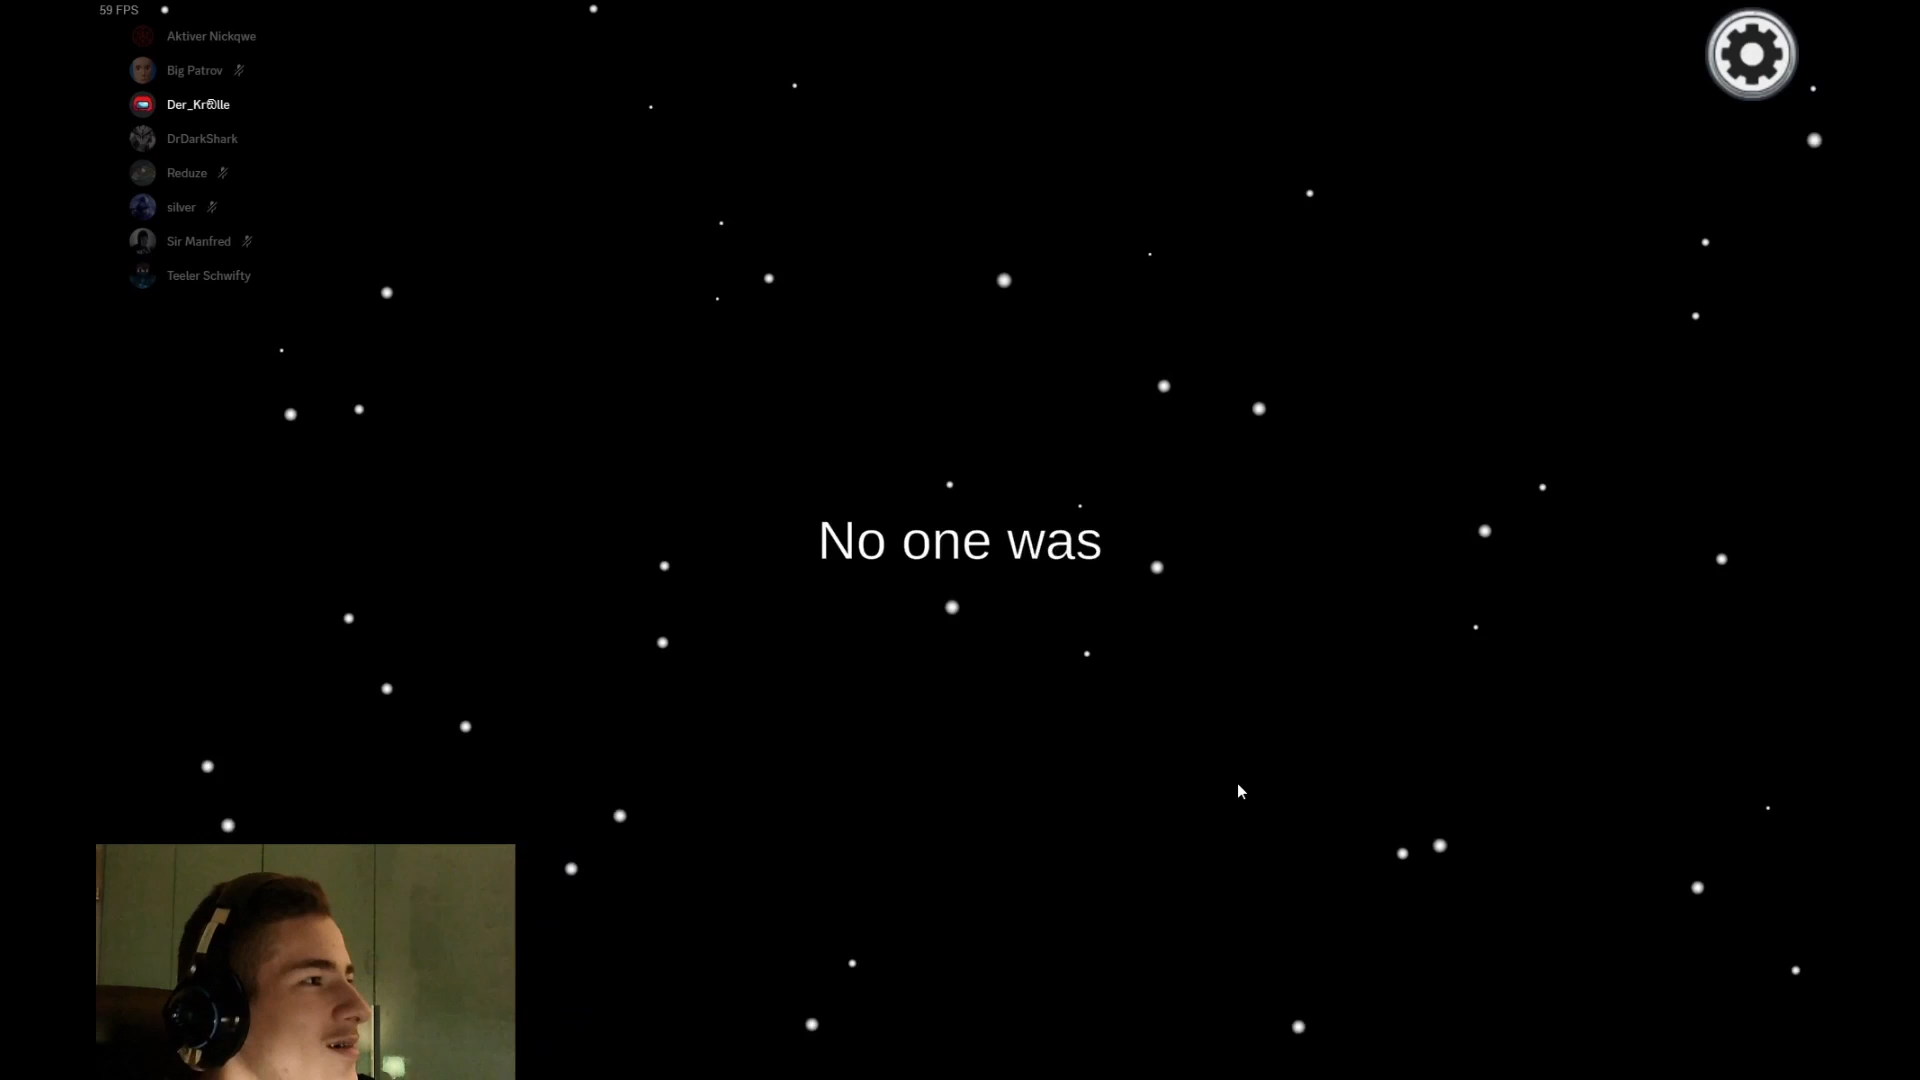 59 FPS
Aktiver Nickqwe
Big Patrov
DrDarkShark
Reduze
silver
Sir Manfred
Teeler Schwifty
No one was